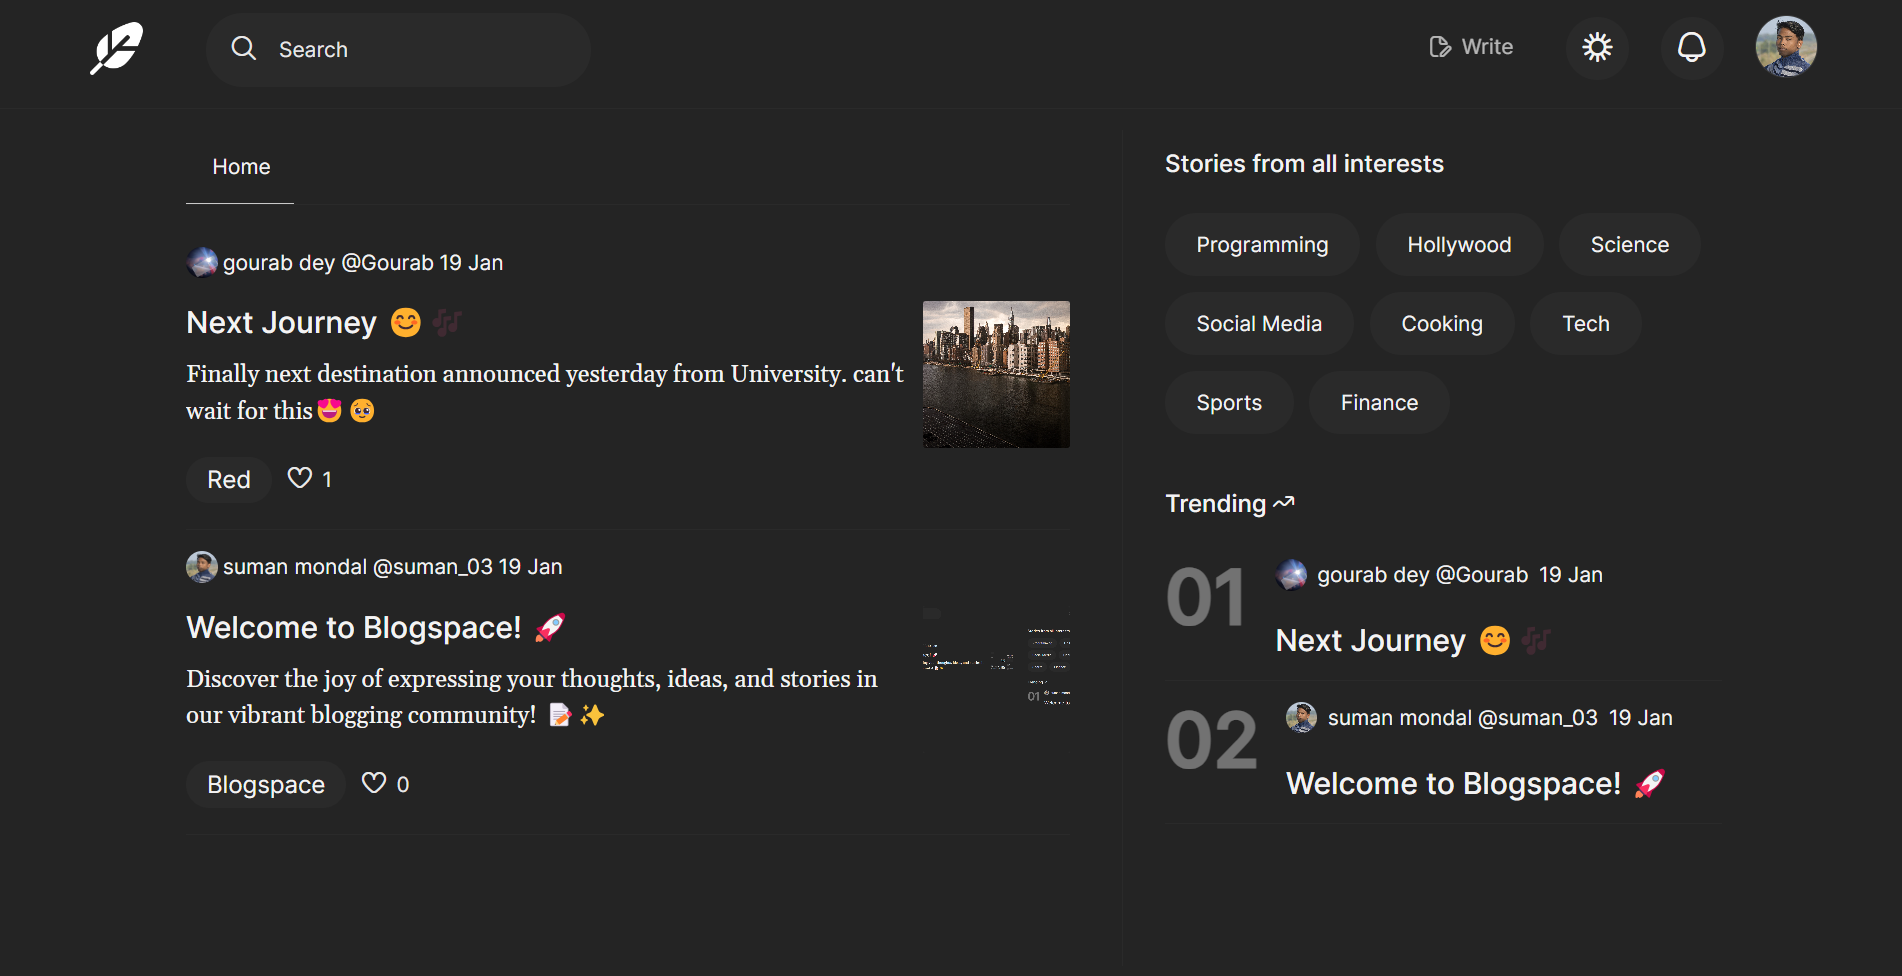 Search
Write
Home
gourab dey @Gourab 19 Jan
Next Journey 😊 🎶
Finally next destination announced yesterday from University. can't
wait for this😍 🥺
Red
1
suman mondal @suman_03 19 Jan
Welcome to Blogspace! 🚀
Discover the joy of expressing your thoughts, ideas, and stories in
our vibrant blogging community! 📝 ✨
01
Blogspace
0
Stories from all interests
Programming
Hollywood
Science
Social Media
Cooking
Tech
Sports
Finance
Trending
01
gourab dey @Gourab 19 Jan
Next Journey 😊 🎶
02
suman mondal @suman_03 19 Jan
Welcome to Blogspace! 🚀